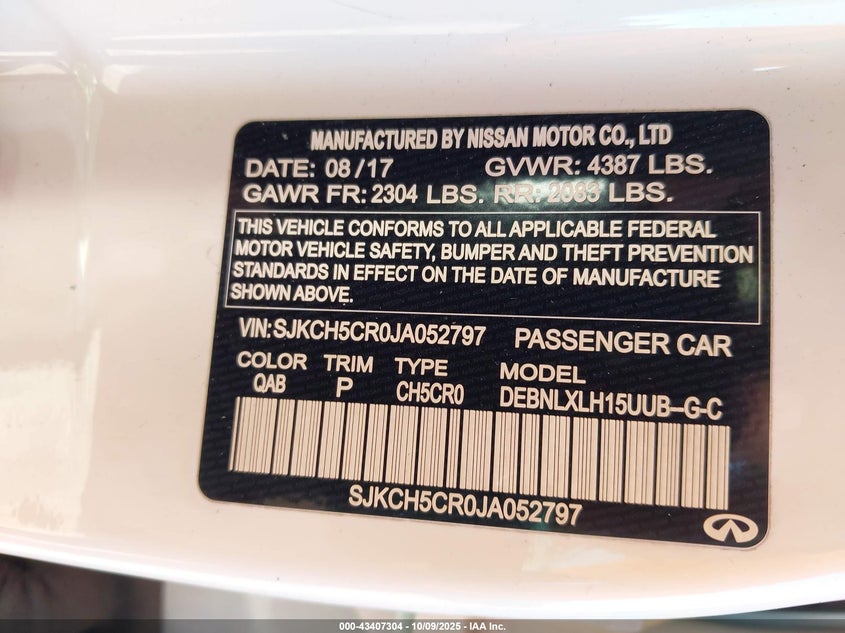 MANUFACTURED BY NISSAN MOTOR CO., LTD
DATE: 08/17 GVWR: 4387 LBS.
GAWR FR: 2304 LBS. RR: 2083 LBS.
THIS VEHICLE CONFORMS TO ALL APPLICABLE FEDERAL
MOTOR VEHICLE SAFETY, BUMPER AND THEFT PREVENTION
STANDARDS IN EFFECT ON THE DATE OF MANUFACTURE
SHOWN ABOVE.
VIN: SJKCH5CR0JA052797 PASSENGER CAR
COLOR TRIM TYPE MODEL
QAB P CH5CR0 DEBNLXLH15UUB-G-C
SJKCH5CR0JA052797
000-43407304 - 10/09/2025 - IAA Inc.